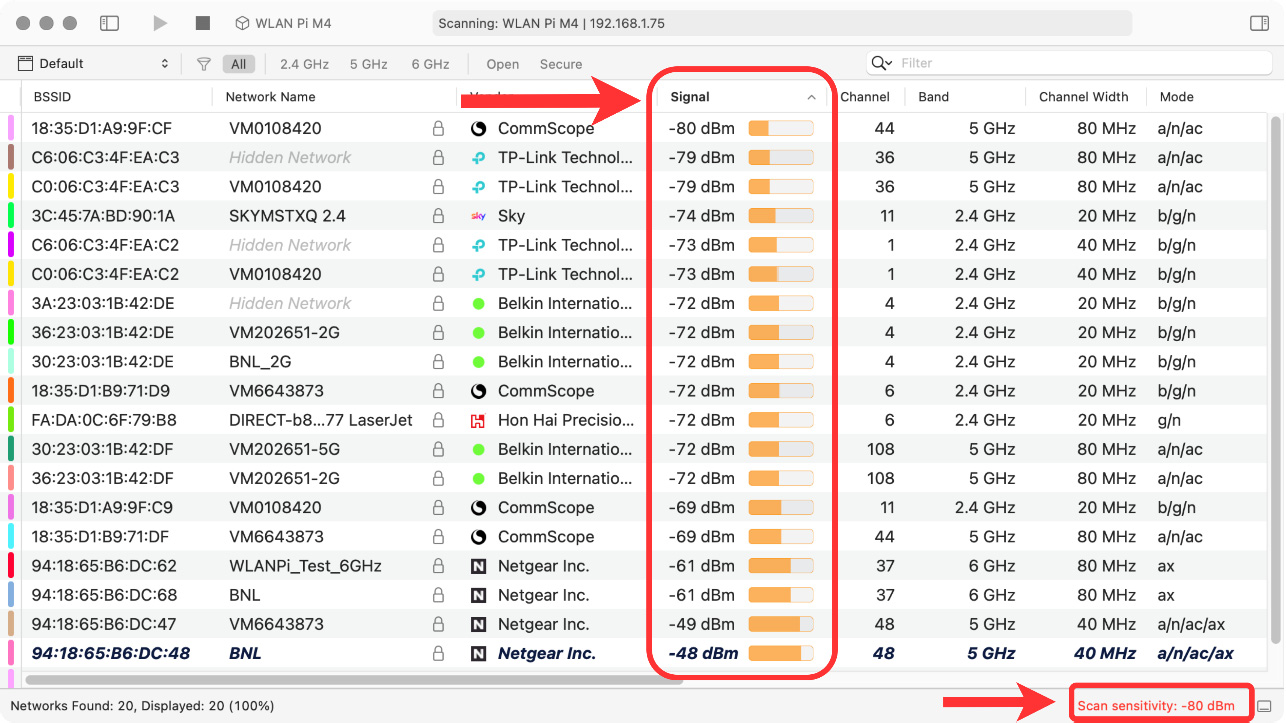 WLAN Pi M4 Scanning: WLAN Pi M4 | 192.168.1.75
Default All 2.4 GHz 5 GHz 6 GHz Open Secure Filter
BSSID Network Name Vendor Signal Channel Band Channel Width Mode
18:35:D1:A9:9F:CF VM0108420 CommScope -80 dBm 44 5 GHz 80 MHz a/n/ac
C6:06:C3:4F:EA:C3 Hidden Network TP-Link Technol... -79 dBm 36 5 GHz 80 MHz a/n/ac
C0:06:C3:4F:EA:C3 VM0108420 TP-Link Technol... -79 dBm 36 5 GHz 80 MHz a/n/ac
3C:45:7A:BD:90:1A SKYMSTXQ 2.4 sky Sky -74 dBm 11 2.4 GHz 20 MHz b/g/n
C6:06:C3:4F:EA:C2 Hidden Network TP-Link Technol... -73 dBm 1 2.4 GHz 40 MHz b/g/n
C0:06:C3:4F:EA:C2 VM0108420 TP-Link Technol... -73 dBm 1 2.4 GHz 40 MHz b/g/n
3A:23:03:1B:42:DE Hidden Network Belkin Internatio... -72 dBm 4 2.4 GHz 20 MHz b/g/n
36:23:03:1B:42:DE VM202651-2G Belkin Internatio... -72 dBm 4 2.4 GHz 20 MHz b/g/n
30:23:03:1B:42:DE BNL_2G Belkin Internatio... -72 dBm 4 2.4 GHz 20 MHz b/g/n
18:35:D1:B9:71:D9 VM6643873 CommScope -72 dBm 6 2.4 GHz 20 MHz b/g/n
FA:DA:0C:6F:79:B8 DIRECT-b8...77 LaserJet Hon Hai Precisio... -72 dBm 6 2.4 GHz 20 MHz g/n
30:23:03:1B:42:DF VM202651-5G Belkin Internatio... -72 dBm 108 5 GHz 80 MHz a/n/ac
36:23:03:1B:42:DF VM202651-2G Belkin Internatio... -72 dBm 108 5 GHz 80 MHz a/n/ac
18:35:D1:A9:9F:C9 VM0108420 CommScope -69 dBm 11 2.4 GHz 20 MHz b/g/n
18:35:D1:B9:71:DF VM6643873 CommScope -69 dBm 44 5 GHz 80 MHz a/n/ac
94:18:65:B6:DC:62 WLANPi_Test_6GHz N Netgear Inc. -61 dBm 37 6 GHz 80 MHz ax
94:18:65:B6:DC:68 BNL N Netgear Inc. -61 dBm 37 6 GHz 80 MHz ax
94:18:65:B6:DC:47 VM6643873 N Netgear Inc. -49 dBm 48 5 GHz 40 MHz a/n/ac/ax
94:18:65:B6:DC:48 BNL N Netgear Inc. -48 dBm 48 5 GHz 40 MHz a/n/ac/ax
Networks Found: 20, Displayed: 20 (100%) Scan sensitivity: -80 dBm